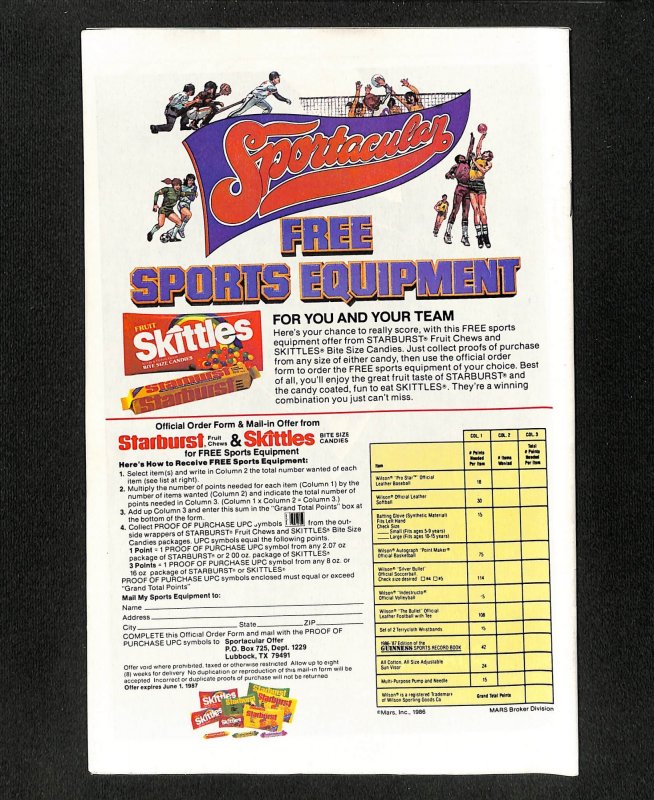 Sportacular
FREE
SPORTS EQUIPMENT
FRUIT
Skittles
BITE SIZE CANDIES
Starburst
Starburst
FOR YOU AND YOUR TEAM
Here's your chance to really score, with this FREE sports
equipment offer from STARBURST® Fruit Chews and
SKITTLES® Bite Size Candies. Just collect proofs of purchase
from any size of either candy, then use the official order
form to order the FREE sports equipment of your choice. Best
of all, you'll enjoy the great fruit taste of STARBURST® and
the candy coated, fun to eat SKITTLES®. They're a winning
combination you just can't miss.
Official Order Form & Mail-in Offer from
Starburst® Fruit Chews & Skittles® BITE SIZE CANDIES
for FREE Sports Equipment
Here's How to Receive FREE Sports Equipment:
1. Select item(s) and write in Column 2 the total number wanted of each
item (see list at right).
2. Multiply the number of points needed for each item (Column 1) by the
number of items wanted (Column 2) and indicate the total number of
points needed in Column 3. (Column 1 x Column 2 = Column 3.)
3. Add up Column 3 and enter this sum in the "Grand Total Points" box at
the bottom of the form.
4. Collect PROOF OF PURCHASE UPC symbols from the out-
side wrappers of STARBURST® Fruit Chews and SKITTLES® Bite Size
Candies packages. UPC symbols equal the following points.
1 Point = 1 PROOF OF PURCHASE UPC symbol from any 2.07 oz
package of STARBURST® or 2.00 oz. package of SKITTLES®
3 Points = 1 PROOF OF PURCHASE UPC symbol from any 8 oz. or
16 oz. package of STARBURST® or SKITTLES®
PROOF OF PURCHASE UPC symbols enclosed must equal or exceed
"Grand Total Points"
Mail My Sports Equipment to:
Name
Address
City State ZIP
COMPLETE this Official Order Form and mail with the PROOF OF
PURCHASE UPC symbols to Sportacular Offer
P.O. Box 725, Dept. 1229
Lubbock, TX 79491
Offer void where prohibited, taxed or otherwise restricted Allow up to eight
(8) weeks for delivery No duplication or reproduction of this mail-in form will be
accepted Incorrect or duplicate proofs of purchase will not be returned
Offer expires June 1, 1987
Skittles
Starburst
Skittles
Starburst
COL. 1 COL. 2 COL. 3
Item # Points Needed Per Item # Items Wanted Total # Points Needed Per Item
Wilson® "Pro Star™" Official
Leather Baseball 18
Wilson® Official Leather
Softball 30
Batting Glove (Synthetic Material) 15
Fits Left Hand
Check Size
Small (Fits ages 5-9 years)
Large (Fits ages 10-15 years)
Wilson® Autograph "Point Maker®"
Official Basketball 75
Wilson® "Silver Bullet"
Official Soccerball
Check size desired □#4 □#5 114
Wilson® "Indestructo"
Official Volleyball
Wilson® "The Bullet" Official
Leather Football with Tee 108
Set of 2 Terrycloth Wristbands 15
1986-'87 Edition of the
GUINNESS SPORTS RECORD BOOK 42
All Cotton, All Size Adjustable
Sun Visor 24
Multi-Purpose Pump and Needle 15
Wilson® is a registered Trademark
of Wilson Sporting Goods Co Grand Total Points
©Mars, Inc., 1986 MARS Broker Division